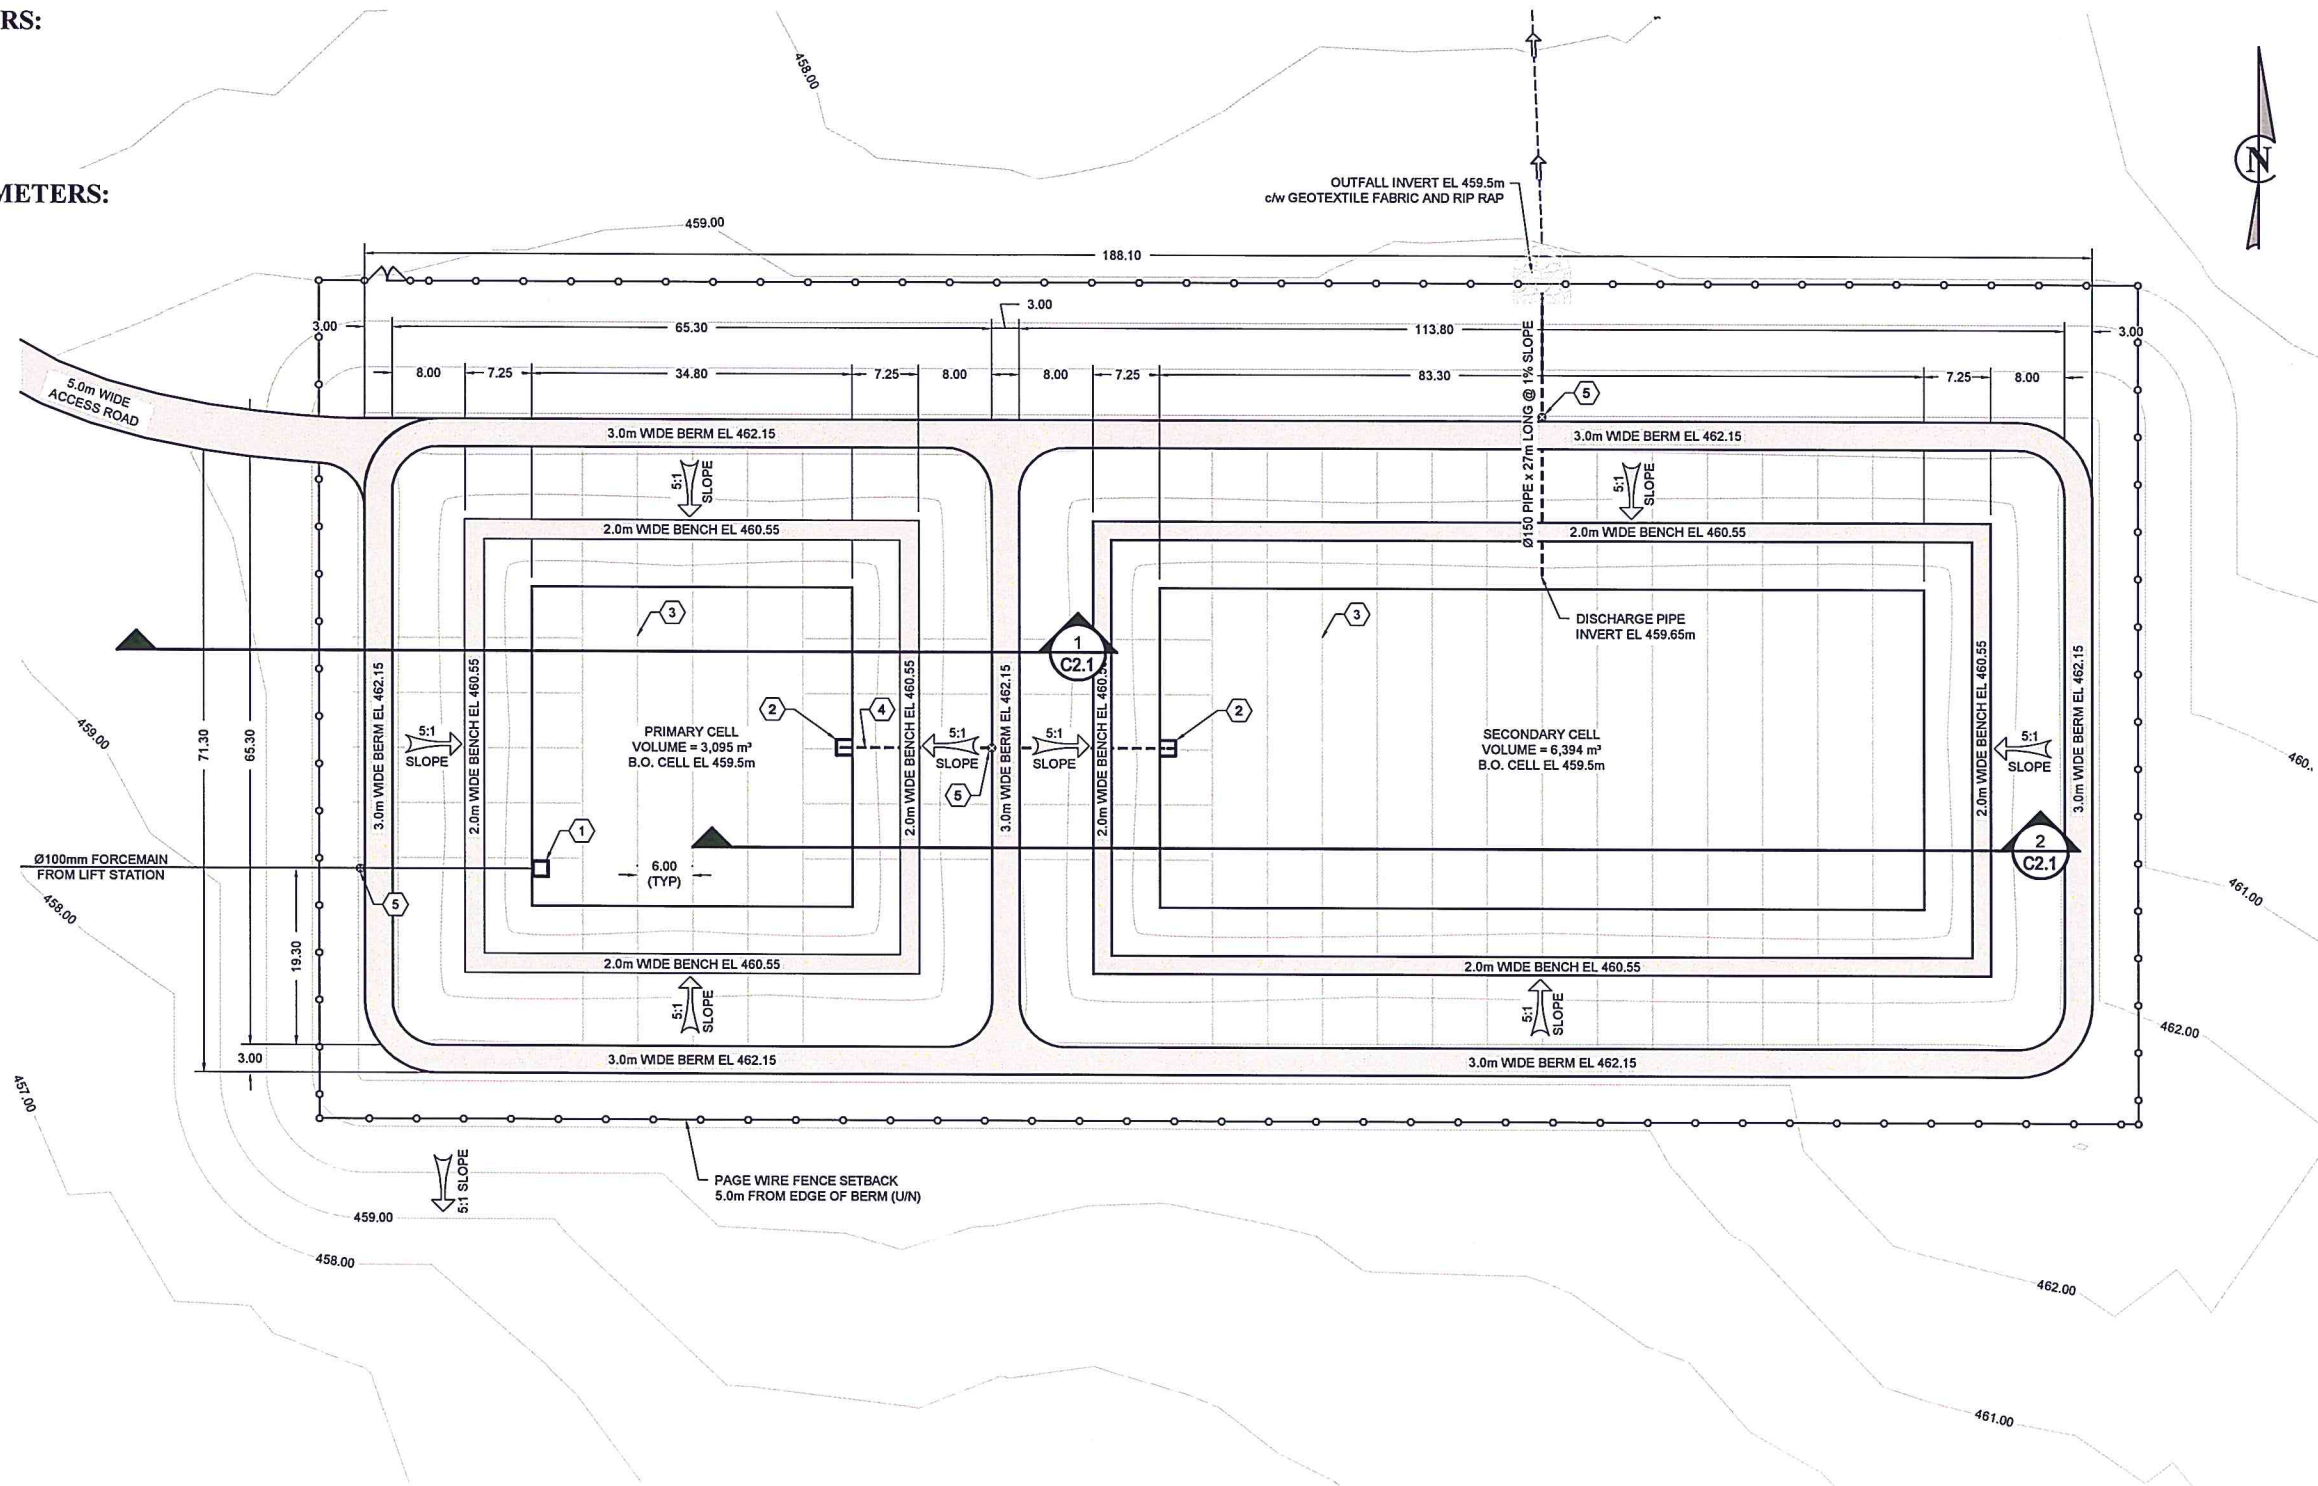 RS:
METERS:
458.00
N
OUTFALL INVERT EL 459.5m
c/w GEOTEXTILE FABRIC AND RIP RAP
459.00
188.10
3.00
65.30
3.00
113.80
3.00
8.00
7.25
34.80
7.25
8.00
8.00
7.25
83.30
7.25
8.00
5.0m WIDE
ACCESS ROAD
Ø150 PIPE x 27m LONG @ 1% SLOPE
5
3.0m WIDE BERM EL 462.15
3.0m WIDE BERM EL 462.15
5:1
SLOPE
5:1
SLOPE
2.0m WIDE BENCH EL 460.55
2.0m WIDE BENCH EL 460.55
3
3
DISCHARGE PIPE
INVERT EL 459.65m
1
C2.1
3.0m WIDE BERM EL 462.15
2.0m WIDE BENCH EL 460.55
2.0m WIDE BENCH EL 460.55
3.0m WIDE BERM EL 462.15
2.0m WIDE BENCH EL 460.5
2.0m WIDE BENCH EL 460.55
3.0m WIDE BERM EL 462.15
459.00
71.30
65.30
2
4
2
5:1
SLOPE
PRIMARY CELL
VOLUME = 3,095 m³
B.O. CELL EL 459.5m
5:1
SLOPE
5:1
SLOPE
SECONDARY CELL
VOLUME = 6,394 m³
B.O. CELL EL 459.5m
5:1
SLOPE
460.
5
1
2
C2.1
Ø100mm FORCEMAIN
FROM LIFT STATION
6.00
(TYP)
5
458.00
461.00
19.30
2.0m WIDE BENCH EL 460.55
2.0m WIDE BENCH EL 460.55
5:1
SLOPE
5:1
SLOPE
462.00
3.00
3.0m WIDE BERM EL 462.15
3.0m WIDE BERM EL 462.15
457.00
5:1 SLOPE
PAGE WIRE FENCE SETBACK
5.0m FROM EDGE OF BERM (U/N)
459.00
458.00
462.00
461.00